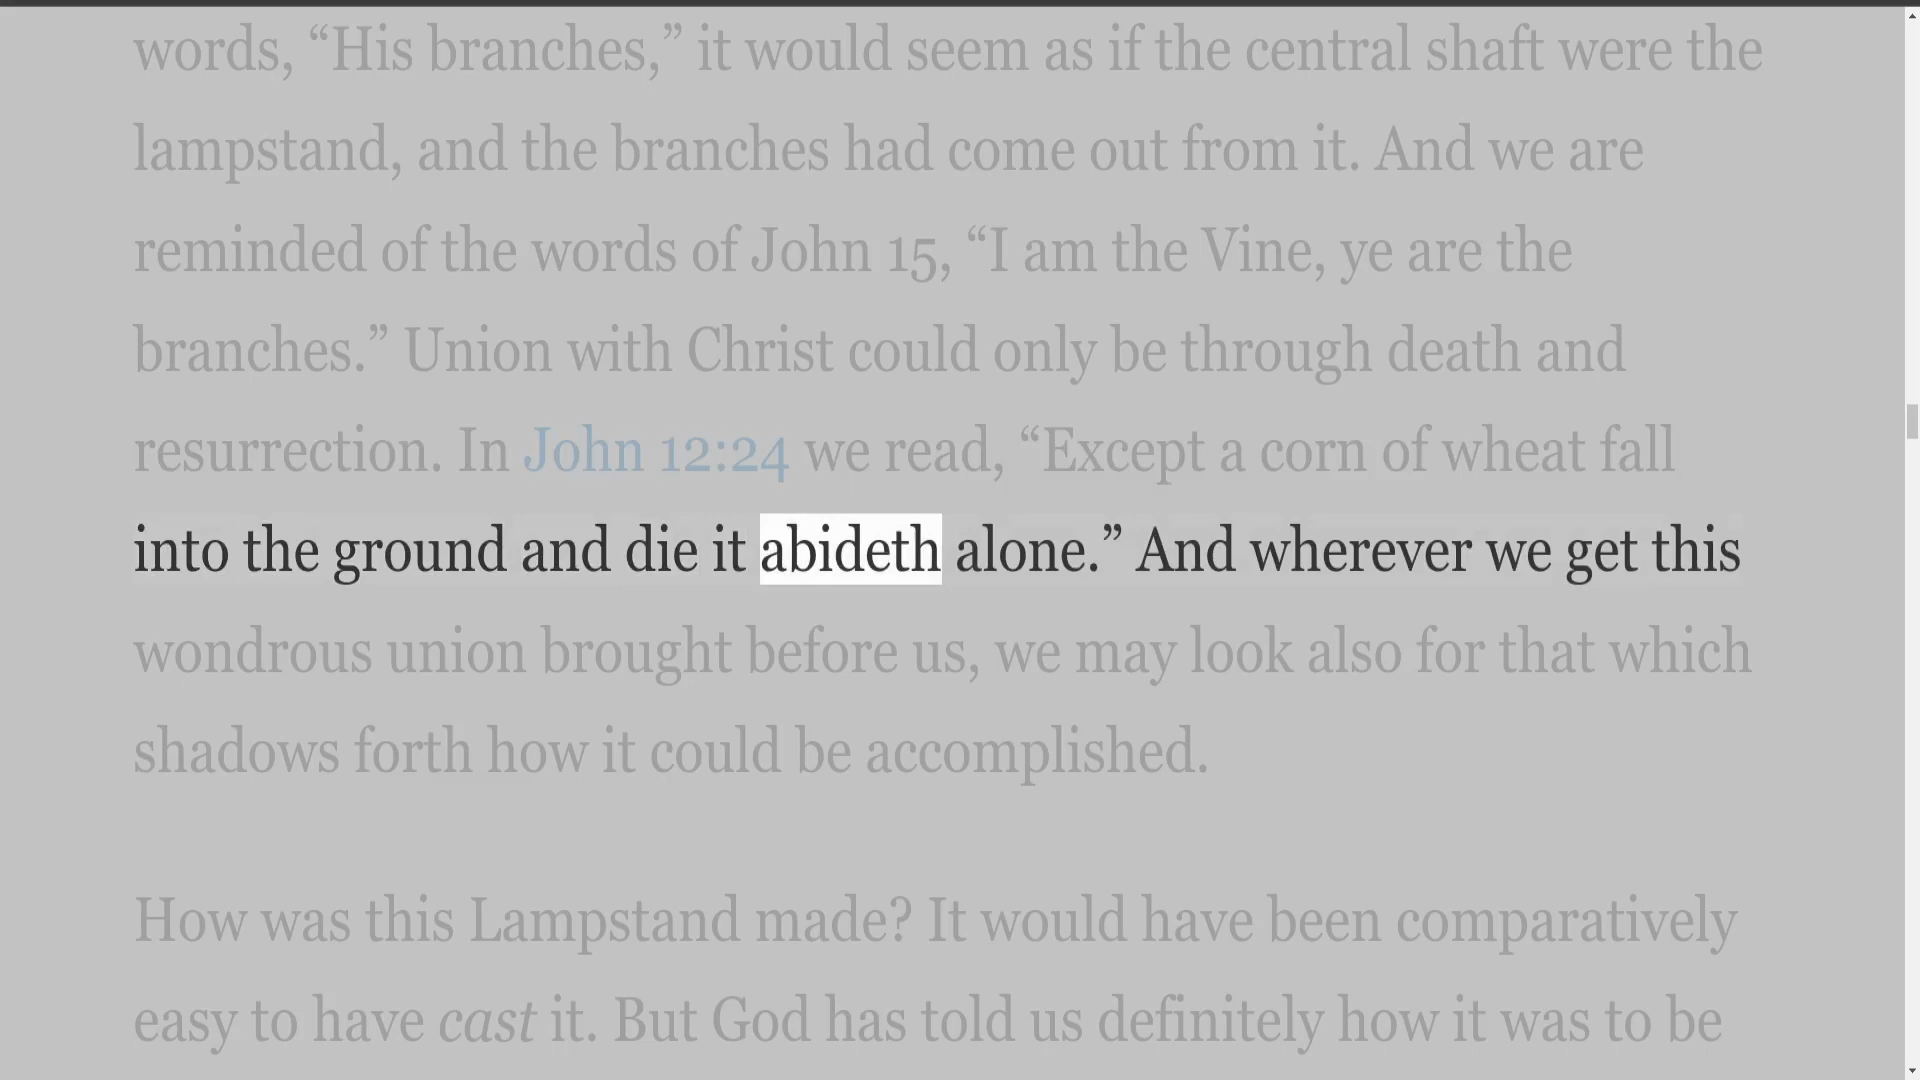 words, “His branches,” it would seem as if the central shaft were the
lampstand, and the branches had come out from it. And we are
reminded of the words of John 15, “I am the Vine, ye are the
branches.” Union with Christ could only be through death and
resurrection. In John 12:24 we read, “Except a corn of wheat fall
into the ground and die it abideth alone.” And wherever we get this
wondrous union brought before us, we may look also for that which
shadows forth how it could be accomplished.
How was this Lampstand made? It would have been comparatively
easy to have cast it. But God has told us definitely how it was to be